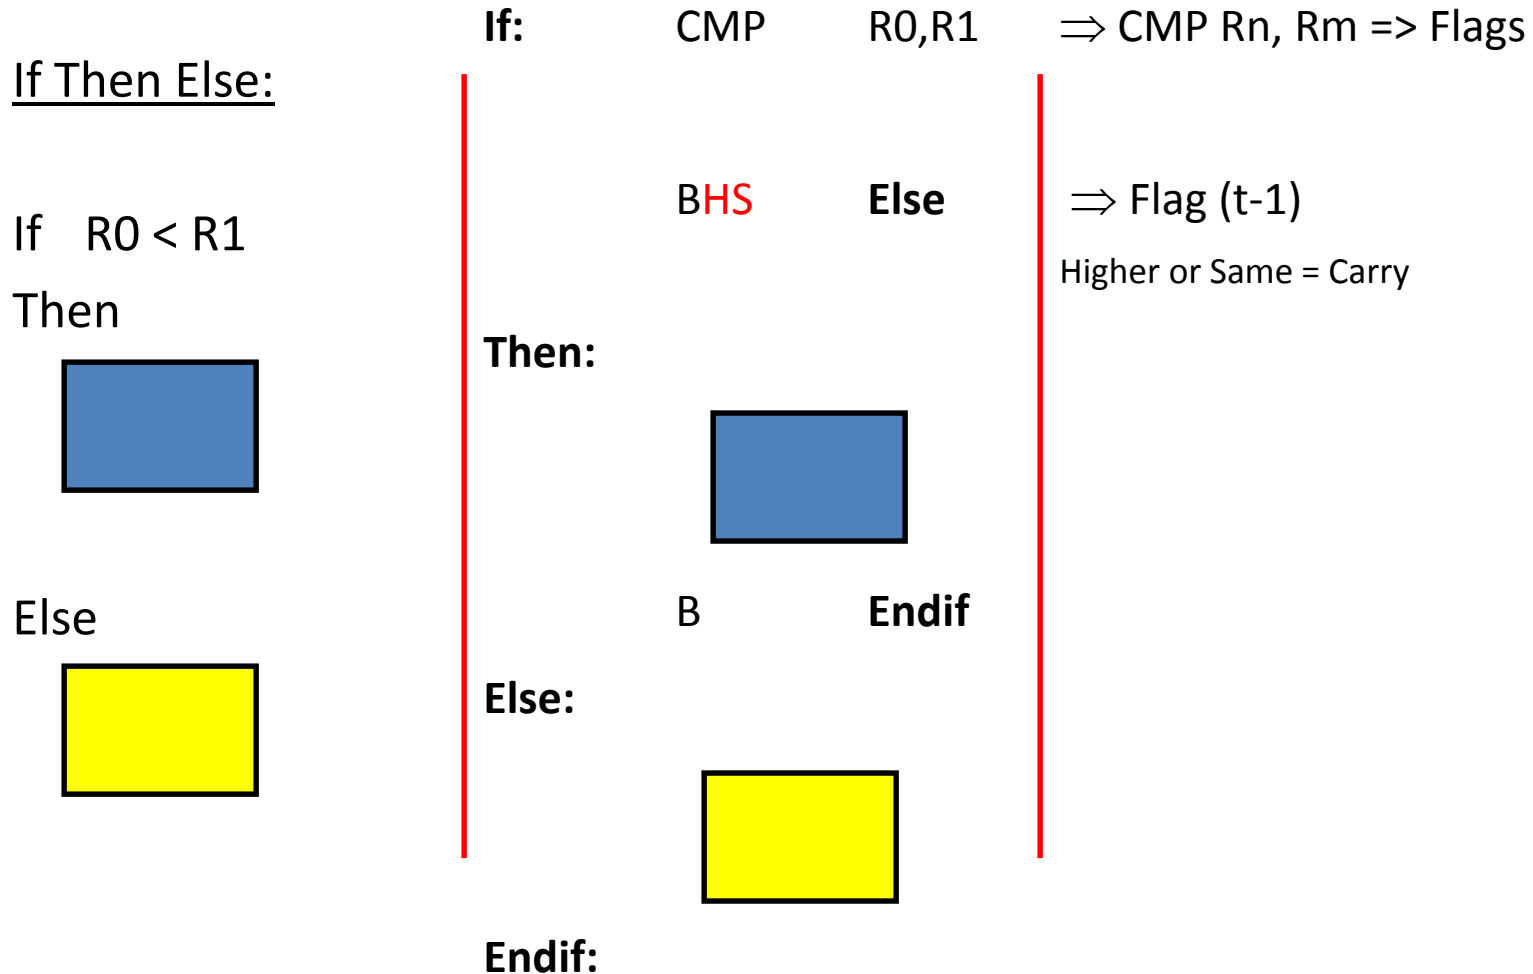 If Then Else:
If R0 < R1
Then
Else
If: CMP R0,R1
BHS Else
Then:
B Endif
Else:
Endif:
⇒ CMP Rn, Rm => Flags
⇒ Flag (t-1)
Higher or Same = Carry